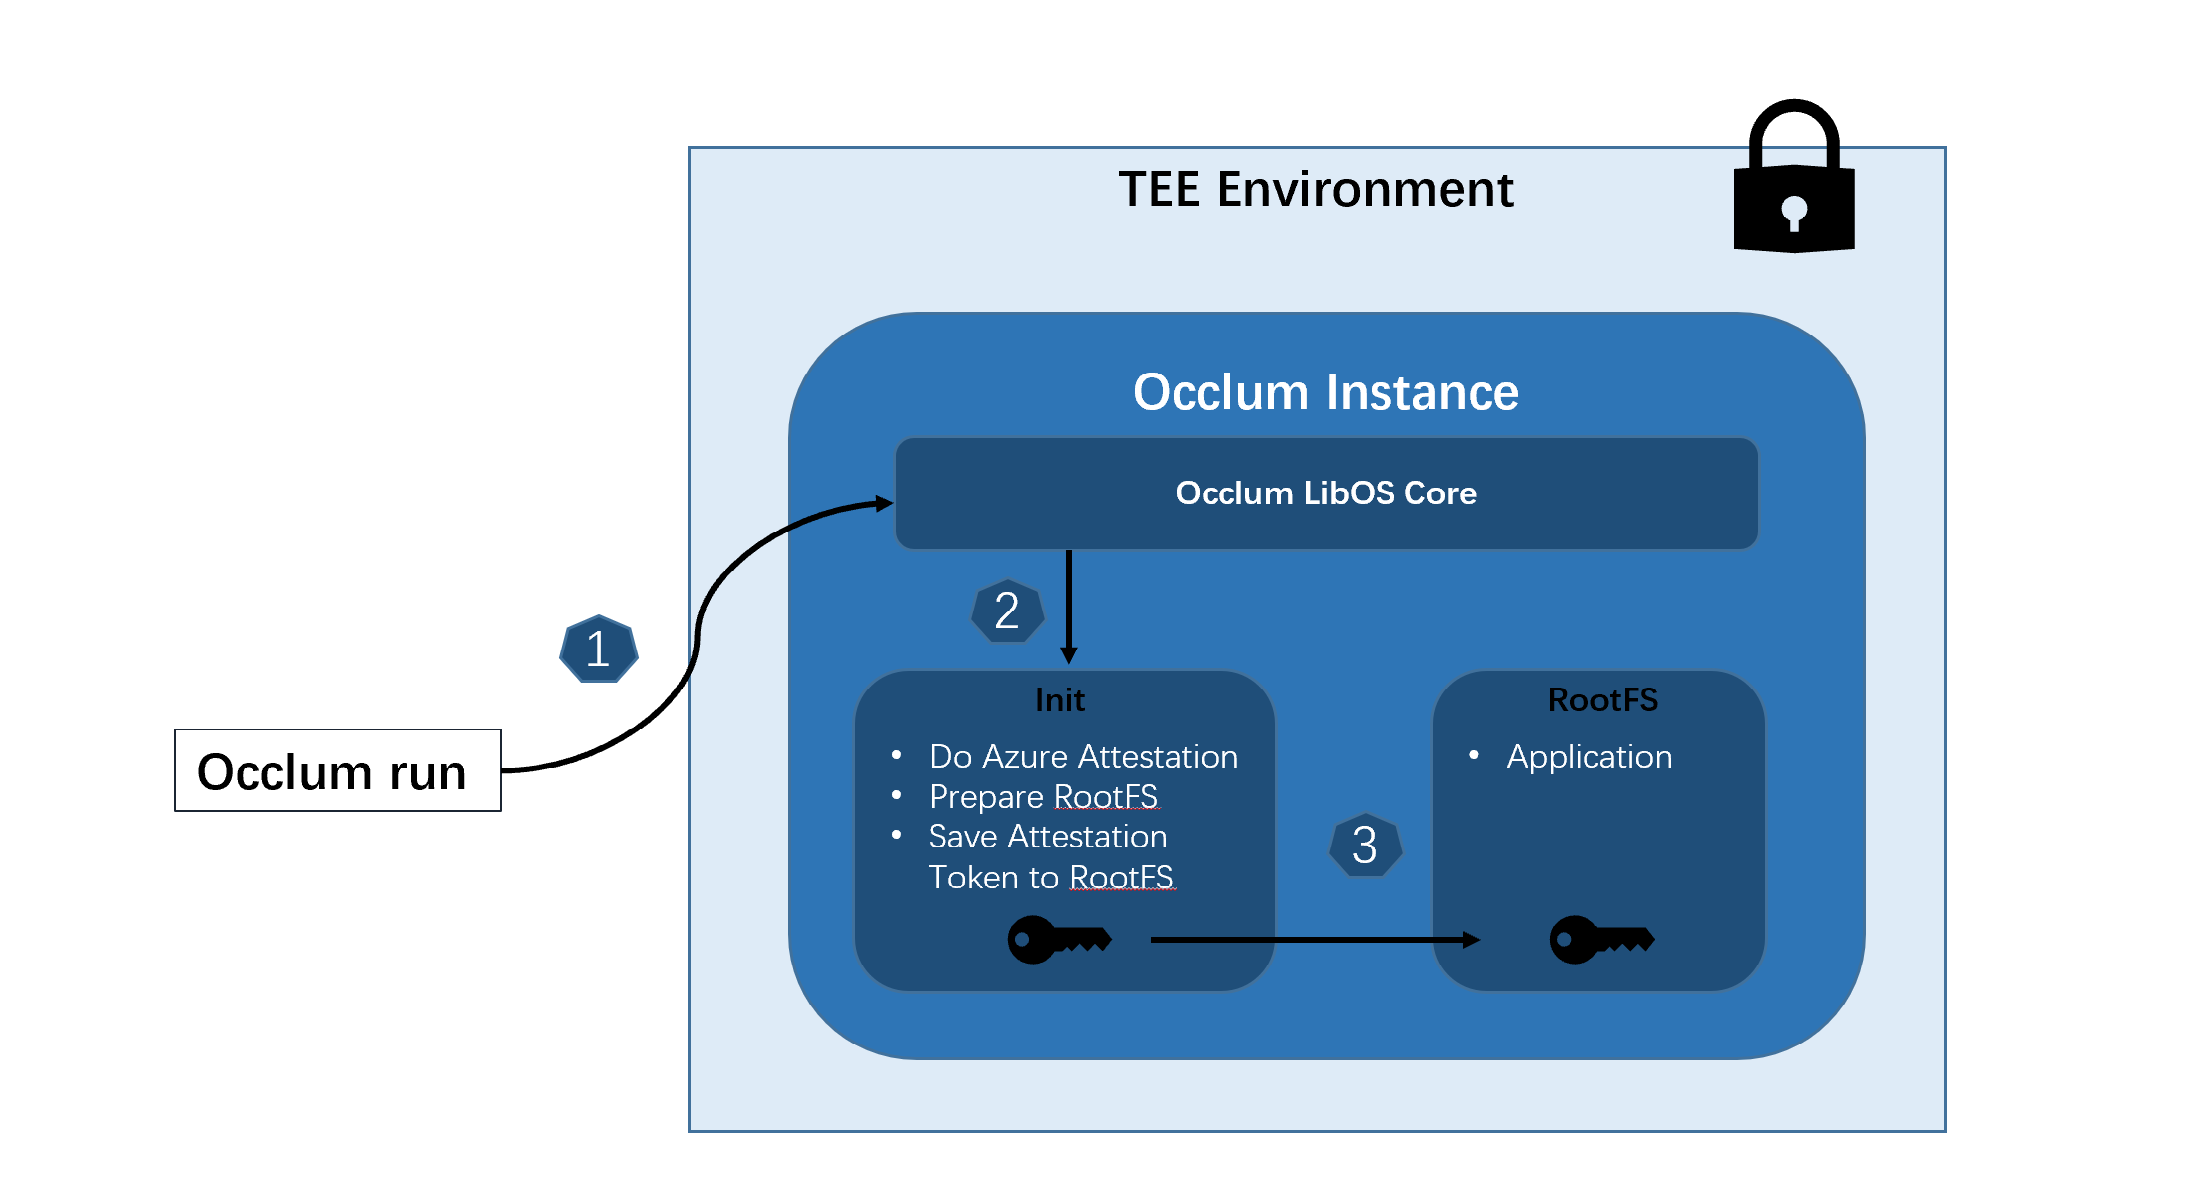 TEE Environment
Occlum Instance
Occlum LibOS Core
1
2
Occlum run
Init
• Do Azure Attestation
• Prepare RootFS
• Save Attestation
Token to RootFS
3
RootFS
• Application